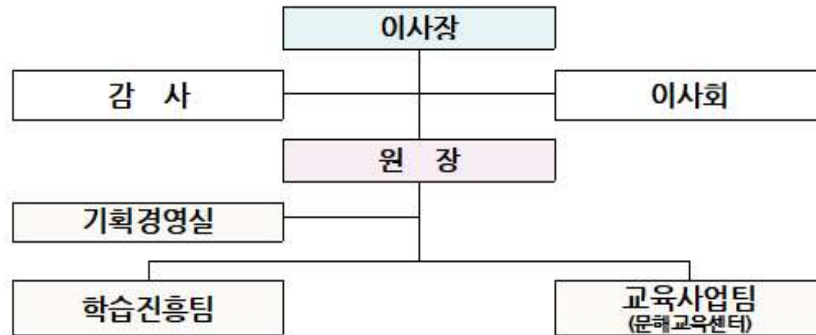 이사장
감 사
이사회
원 장
기획경영실
학습진흥팀
교육사업팀
(문해교육센터)